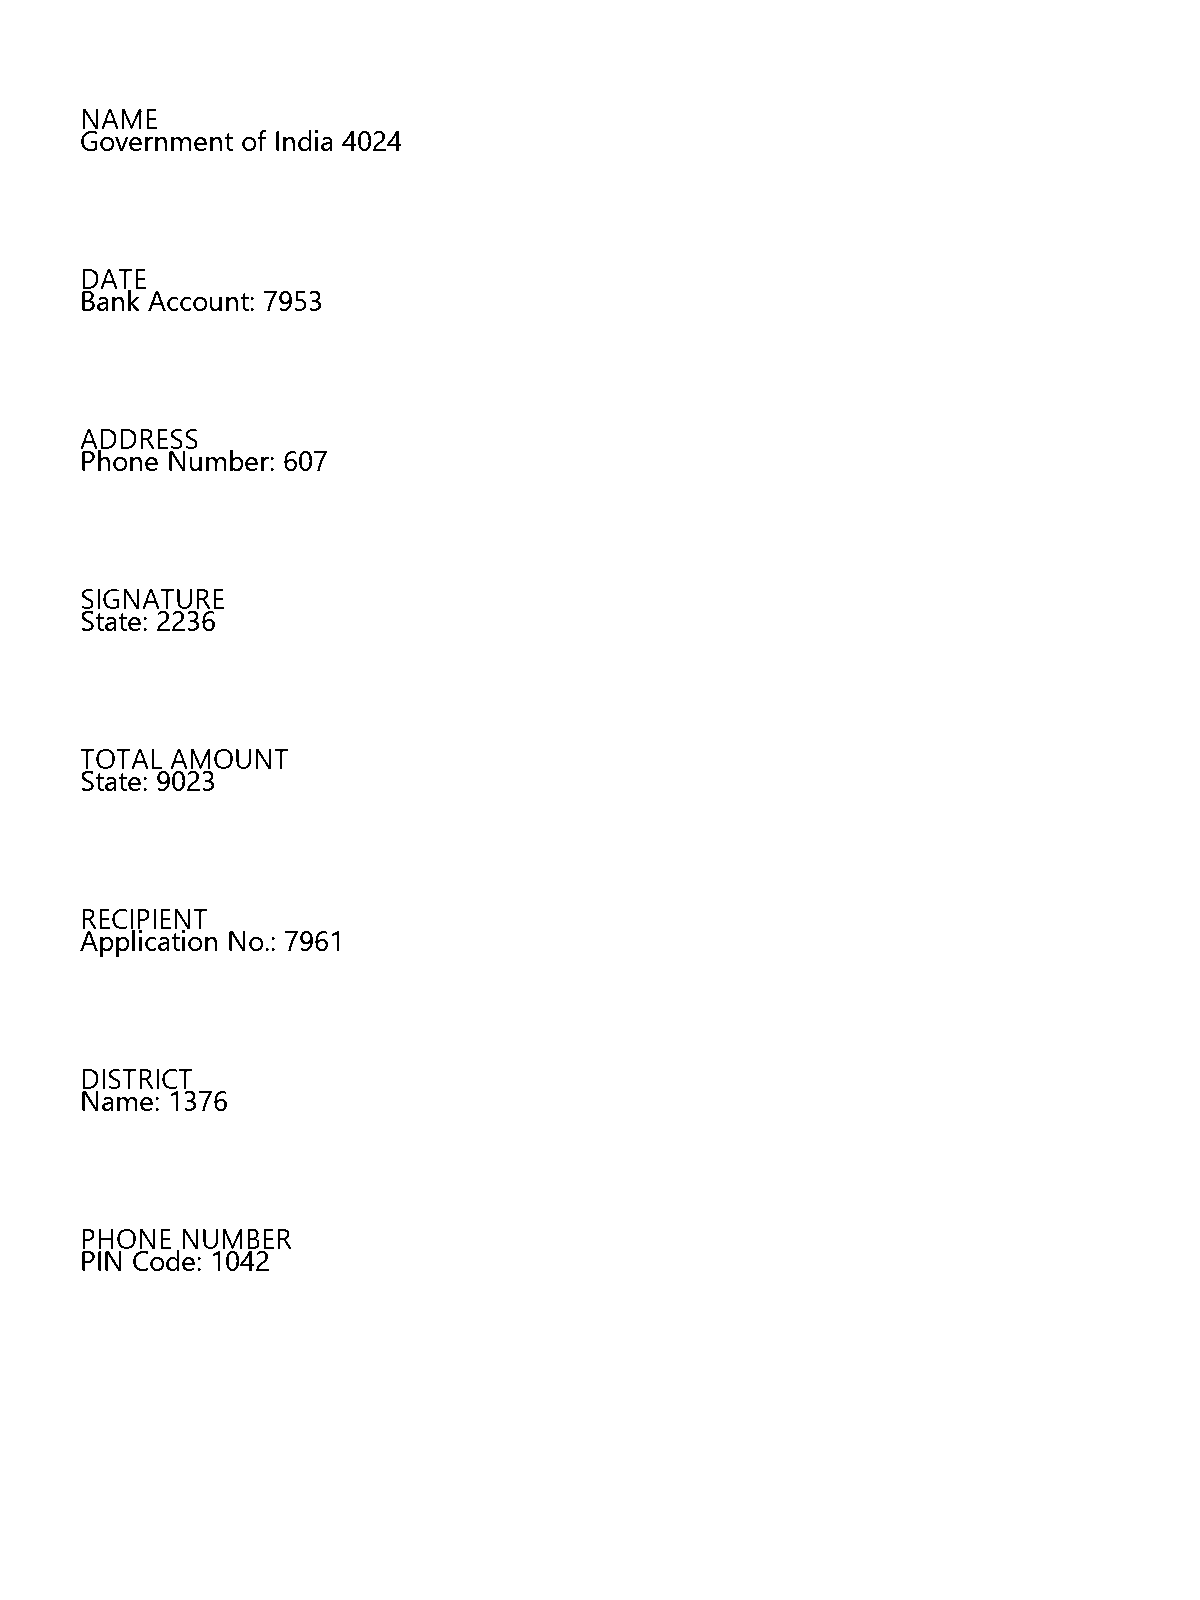 NAME
Government of India 4024
DATE
Bank Account: 7953
ADDRESS
Phone Number: 607
SIGNATURE
State: 2236
TOTAL AMOUNT
State: 9023
RECIPIENT
Application No.: 7961
DISTRICT
Name: 1376
PHONE NUMBER
PIN Code: 1042